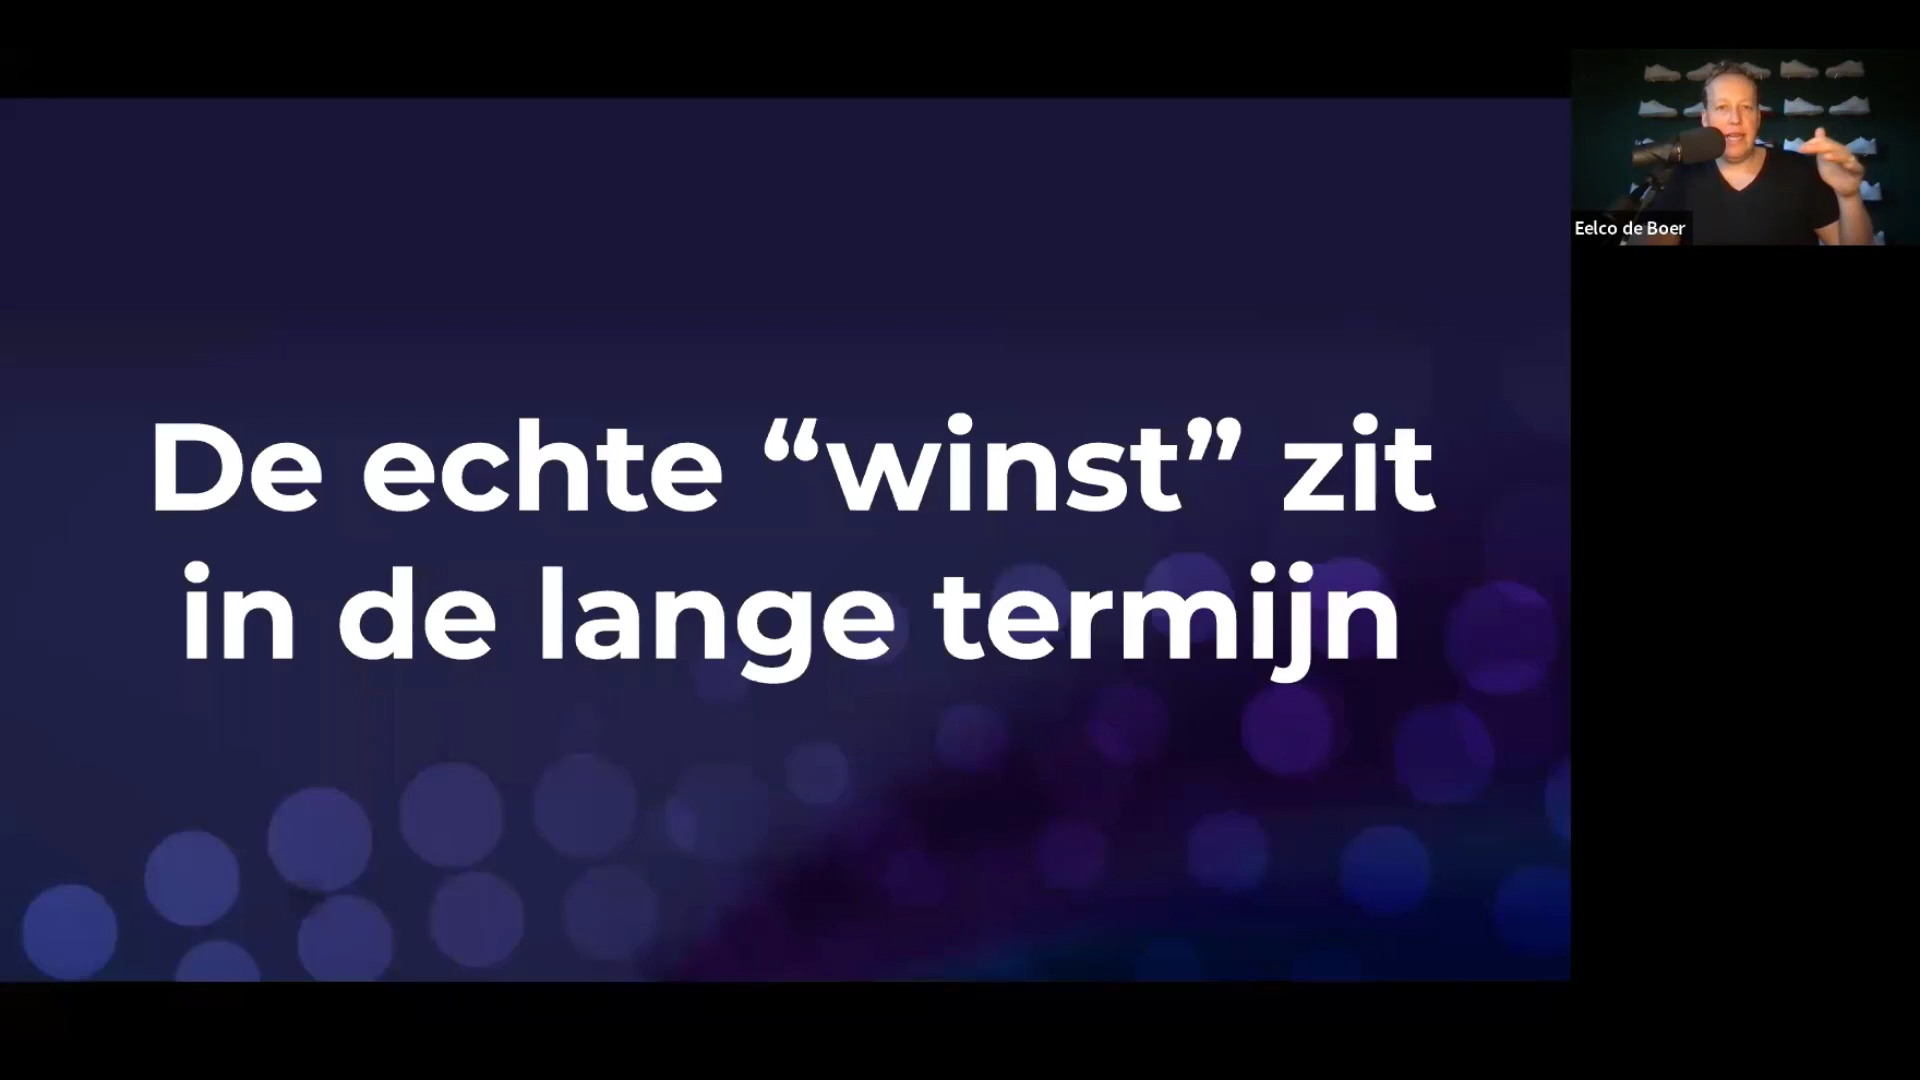 De echte “winst” zit
in de lange termijn
Eelco de Boer